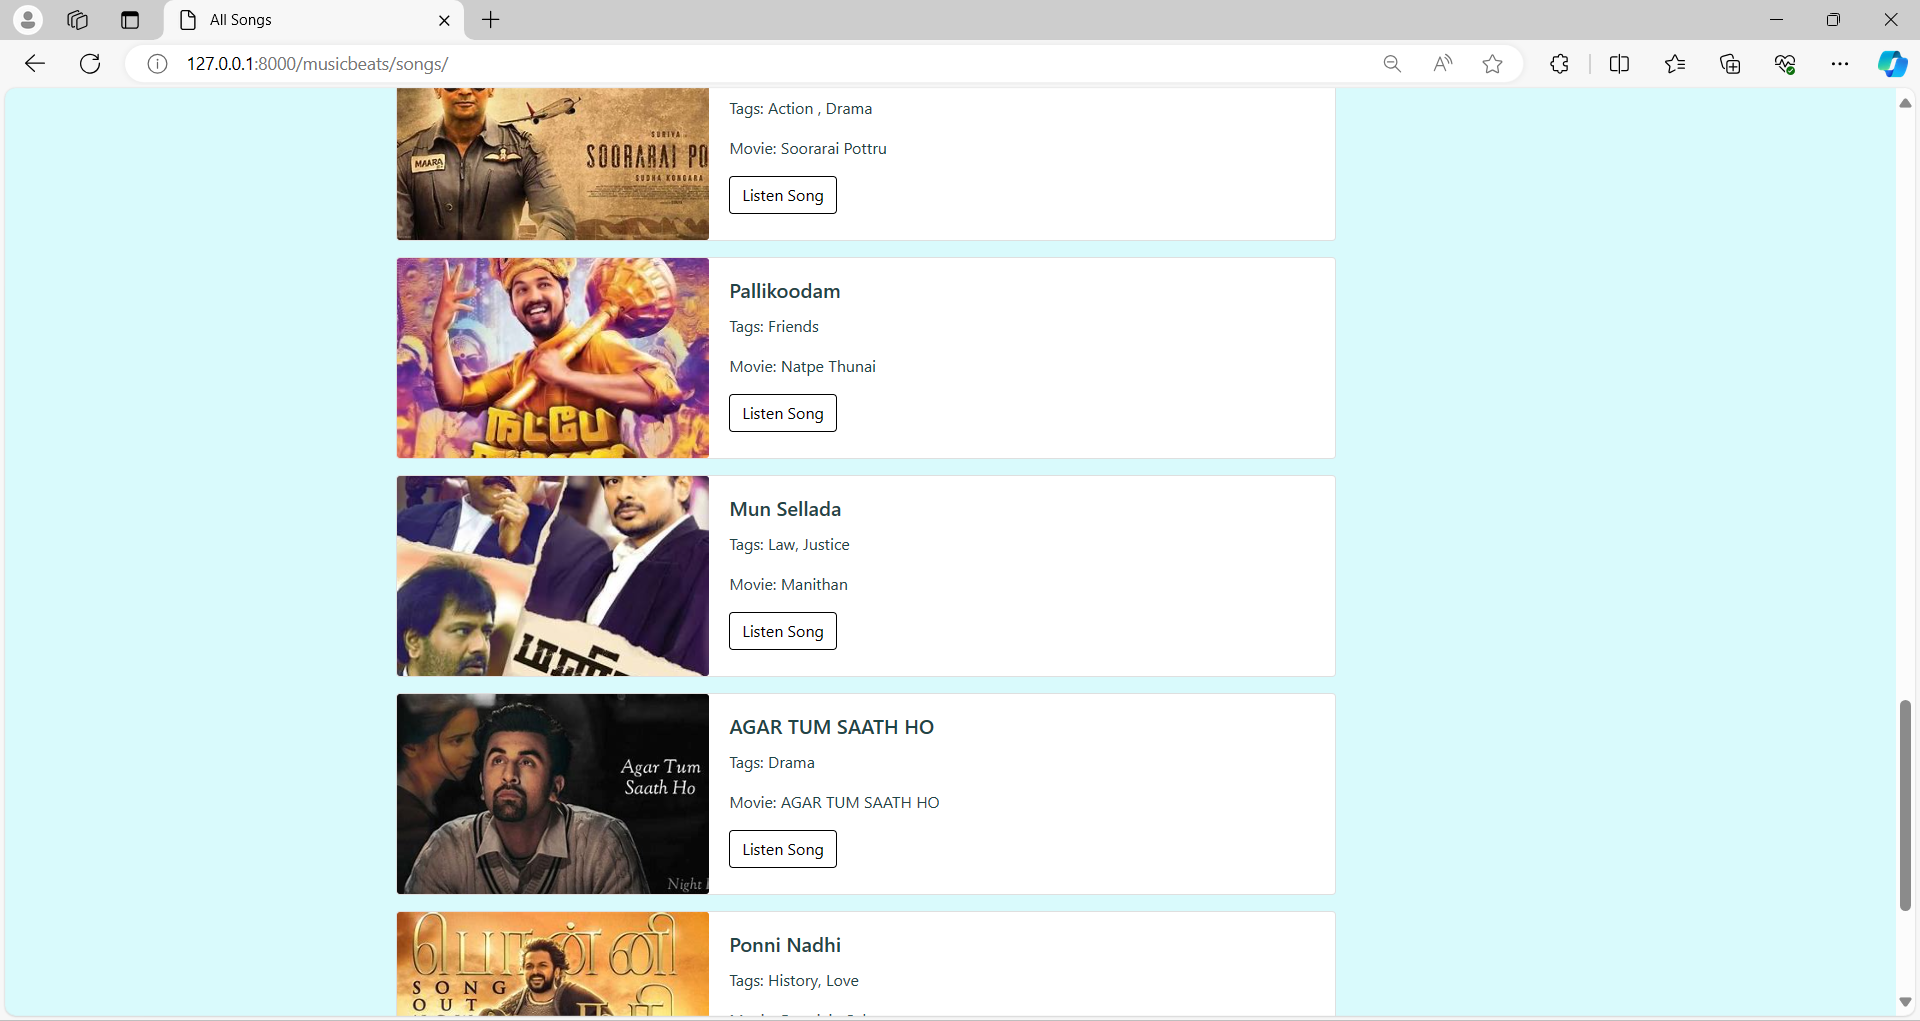 All Songs
127.0.0.1:8000/musicbeats/songs/
Tags: Action , Drama
MAARA
SURIYA
SOORARAI PO
SUDHA KONGARA
Movie: Soorarai Pottru
Listen Song
Pallikoodam
Tags: Friends
Movie: Natpe Thunai
நட்பே
Listen Song
Mun Sellada
Tags: Law, Justice
Movie: Manithan
Listen Song
AGAR TUM SAATH HO
Tags: Drama
Agar Tum
Saath Ho
Movie: AGAR TUM SAATH HO
Listen Song
Night
Ponni Nadhi
பொன்னி
Tags: History, Love
SONG
OUT